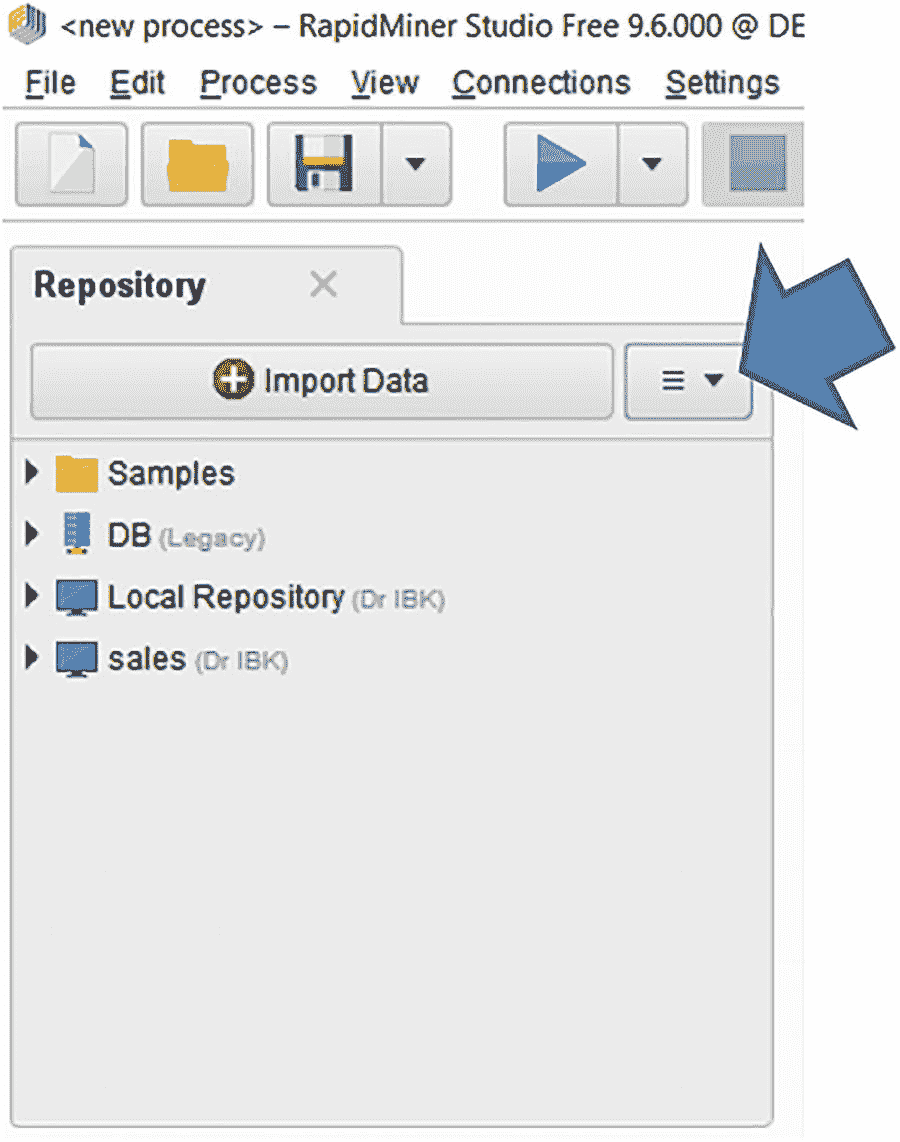 <new process> – RapidMiner Studio Free 9.6.000 @ DE
File Edit Process View Connections Settings
Repository
Import Data
Samples
DB (Legacy)
Local Repository (Dr IBK)
sales (Dr IBK)